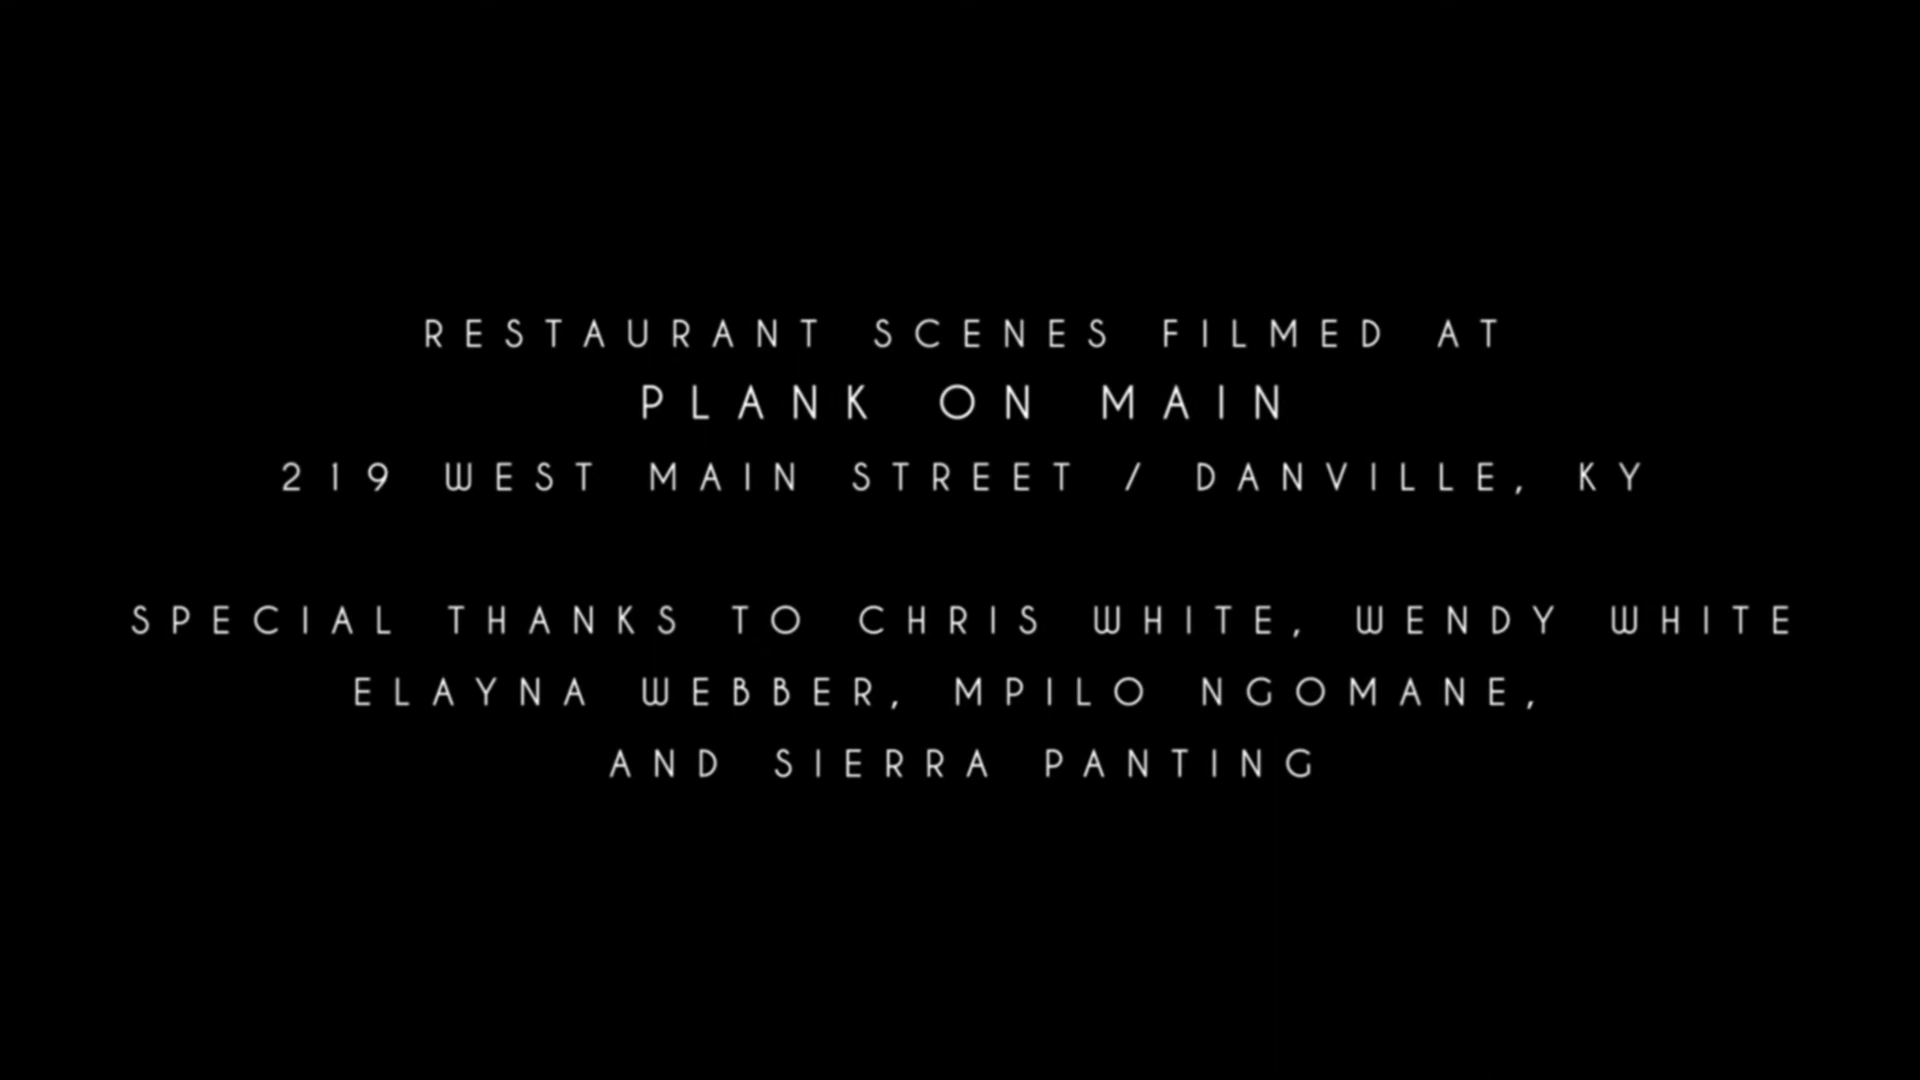 RESTAURANT SCENES FILMED AT
PLANK ON MAIN
219 WEST MAIN STREET / DANVILLE, KY
SPECIAL THANKS TO CHRIS WHITE, WENDY WHITE
ELAYNA WEBBER, MPILO NGOMANE,
AND SIERRA PANTING